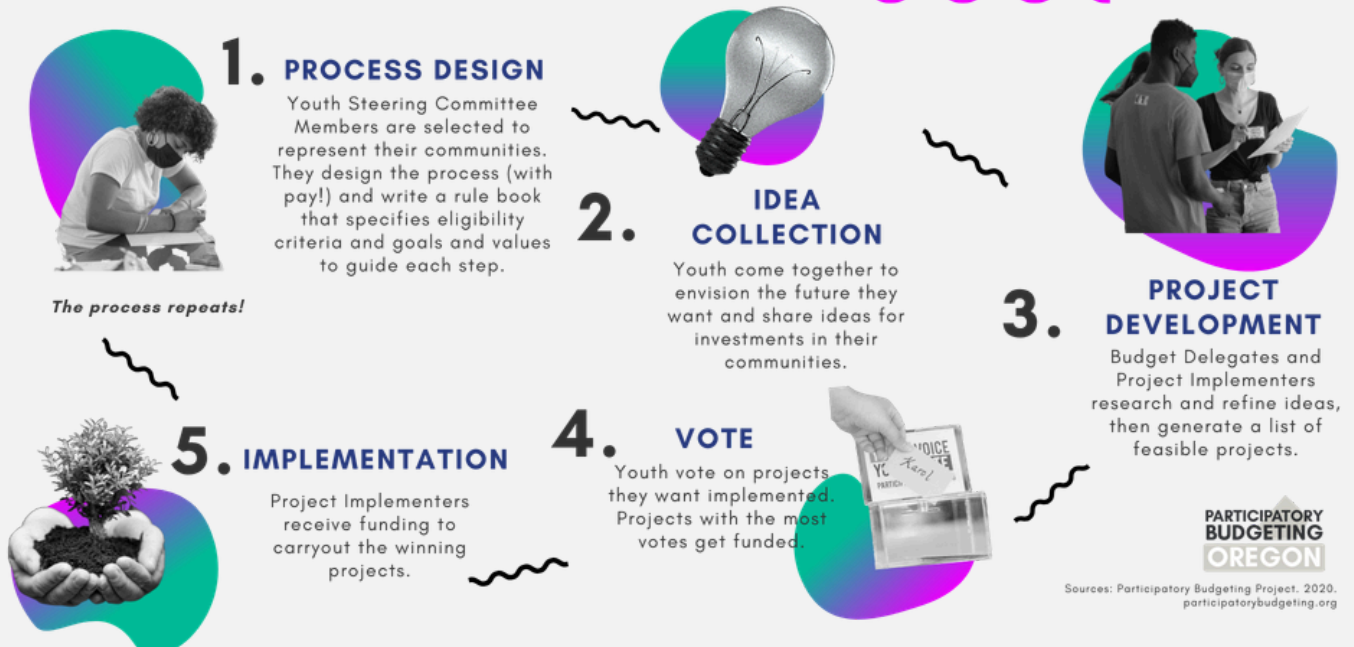 1. PROCESS DESIGN
Youth Steering Committee
Members are selected to
represent their communities.
They design the process (with
pay!) and write a rule book
that specifies eligibility
criteria and goals and values
to guide each step.
2. IDEA
COLLECTION
Youth come together to
envision the future they
want and share ideas for
investments in their
communities.
3. PROJECT
DEVELOPMENT
Budget Delegates and
Project Implementers
research and refine ideas,
then generate a list of
feasible projects.
4. VOTE
Youth vote on projects
they want implemented.
Projects with the most
votes get funded.
VOICE
Karol
5. IMPLEMENTATION
Project Implementers
receive funding to
carryout the winning
projects.
The process repeats!
PARTICIPATORY
BUDGETING
OREGON
Sources: Participatory Budgeting Project. 2020.
participatorybudgeting.org